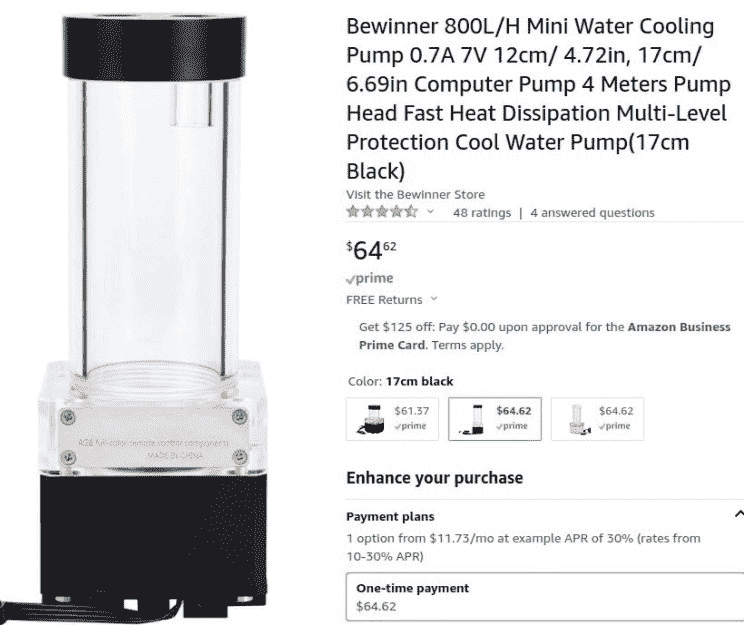 Bewinner 800L/H Mini Water Cooling
Pump 0.7A 7V 12cm/ 4.72in, 17cm/
6.69in Computer Pump 4 Meters Pump
Head Fast Heat Dissipation Multi-Level
Protection Cool Water Pump(17cm
Black)
Visit the Bewinner Store
48 ratings | 4 answered questions
$6462
prime
FREE Returns
Get $125 off: Pay $0.00 upon approval for the Amazon Business
Prime Card. Terms apply.
Color: 17cm black
$61.37
prime
$64.62
prime
$64.62
prime
Enhance your purchase
Payment plans
1 option from $11.73/mo at example APR of 30% (rates from
10-30% APR)
One-time payment
$64.62
RGB full-color remote control components
MADE IN CHINA